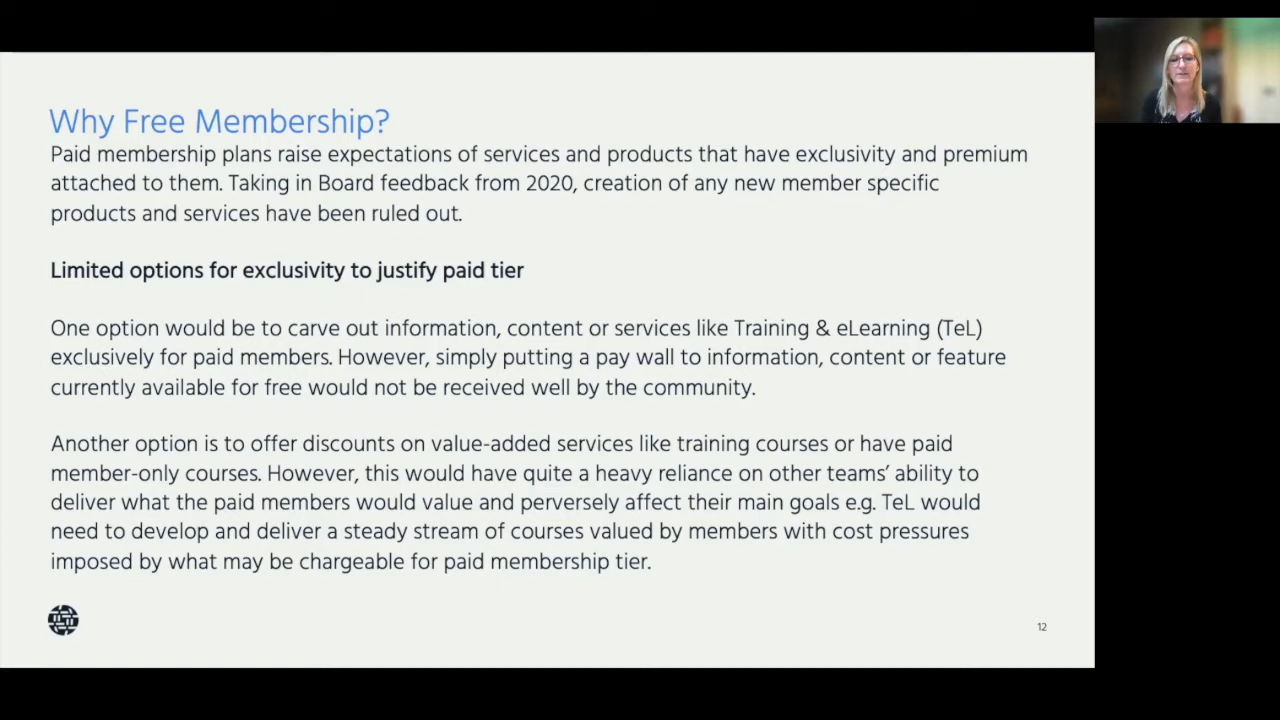 Why Free Membership?
Paid membership plans raise expectations of services and products that have exclusivity and premium
attached to them. Taking in Board feedback from 2020, creation of any new member specific
products and services have been ruled out.
Limited options for exclusivity to justify paid tier
One option would be to carve out information, content or services like Training & eLearning (TeL)
exclusively for paid members. However, simply putting a pay wall to information, content or feature
currently available for free would not be received well by the community.
Another option is to offer discounts on value-added services like training courses or have paid
member-only courses. However, this would have quite a heavy reliance on other teams’ ability to
deliver what the paid members would value and perversely affect their main goals e.g. TeL would
need to develop and deliver a steady stream of courses valued by members with cost pressures
imposed by what may be chargeable for paid membership tier.
12